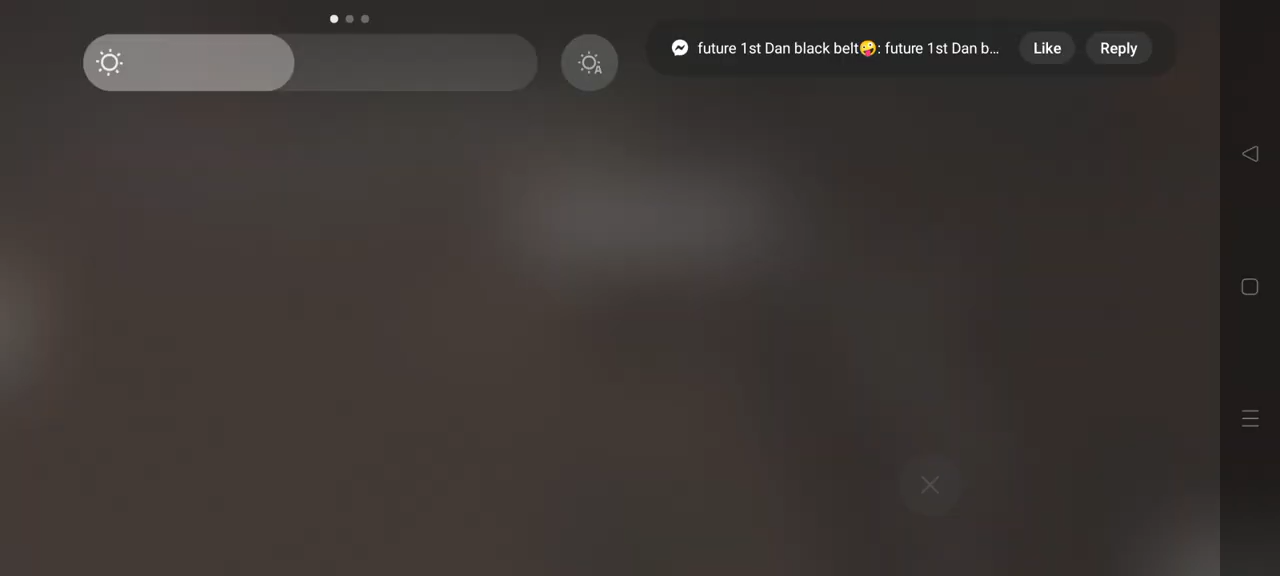 future 1st Dan black belt🤪: future 1st Dan b...
Like
Reply
A